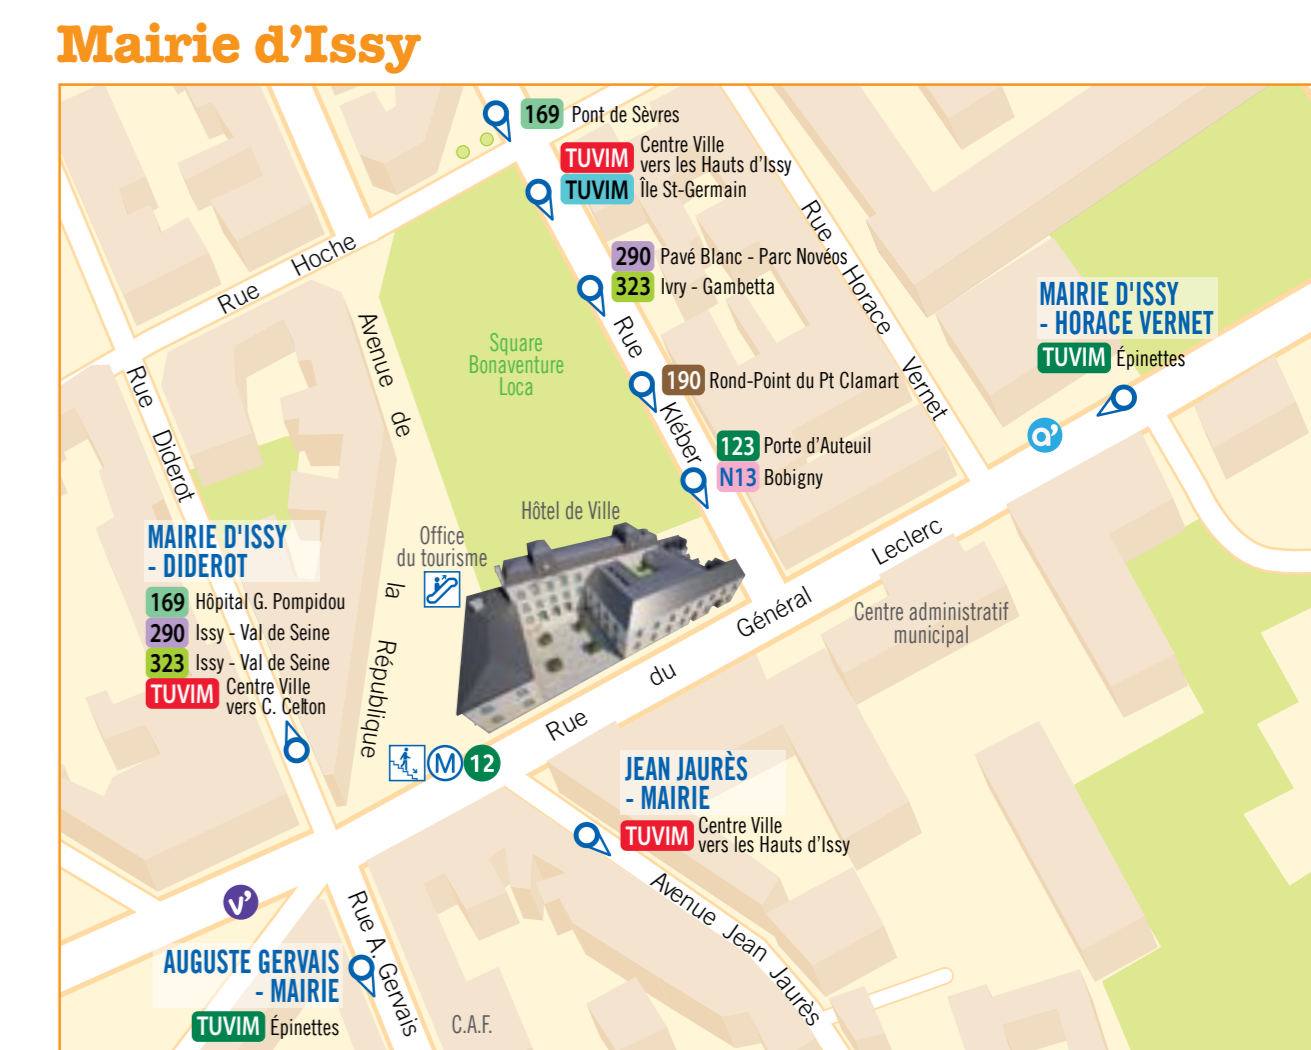 Mairie d'Issy
169 Pont de Sèvres
TUVIM Centre Ville
vers les Hauts d'Issy
TUVIM Île St-Germain
290 Pavé Blanc - Parc Novéos
323 Ivry - Gambetta
190 Rond-Point du Pt Clamart
123 Porte d'Auteuil
N13 Bobigny
Rue Hoche
Avenue de la République
Rue Diderot
Rue Kléber
Rue Horace Vernet
Square
Bonaventure
Loca
MAIRIE D'ISSY
- HORACE VERNET
TUVIM Épinettes
a'
Hôtel de Ville
Office
du tourisme
MAIRIE D'ISSY
- DIDEROT
169 Hôpital G. Pompidou
290 Issy - Val de Seine
323 Issy - Val de Seine
TUVIM Centre Ville
vers C. Celton
Rue du Général Leclerc
Centre administratif
municipal
M 12
JEAN JAURÈS
- MAIRIE
TUVIM Centre Ville
vers les Hauts d'Issy
Avenue Jean Jaurès
v'
Rue A. Gervais
AUGUSTE GERVAIS
- MAIRIE
TUVIM Épinettes
C.A.F.